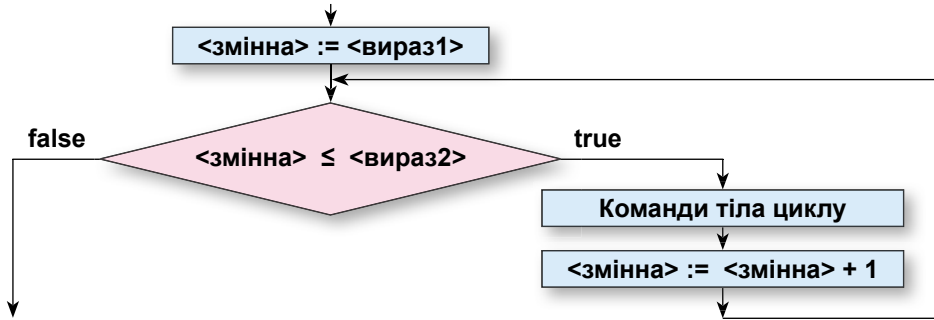 <змінна> := <вираз1>
false
true
<змінна> ≤ <вираз2>
Команди тіла циклу
<змінна> := <змінна> + 1